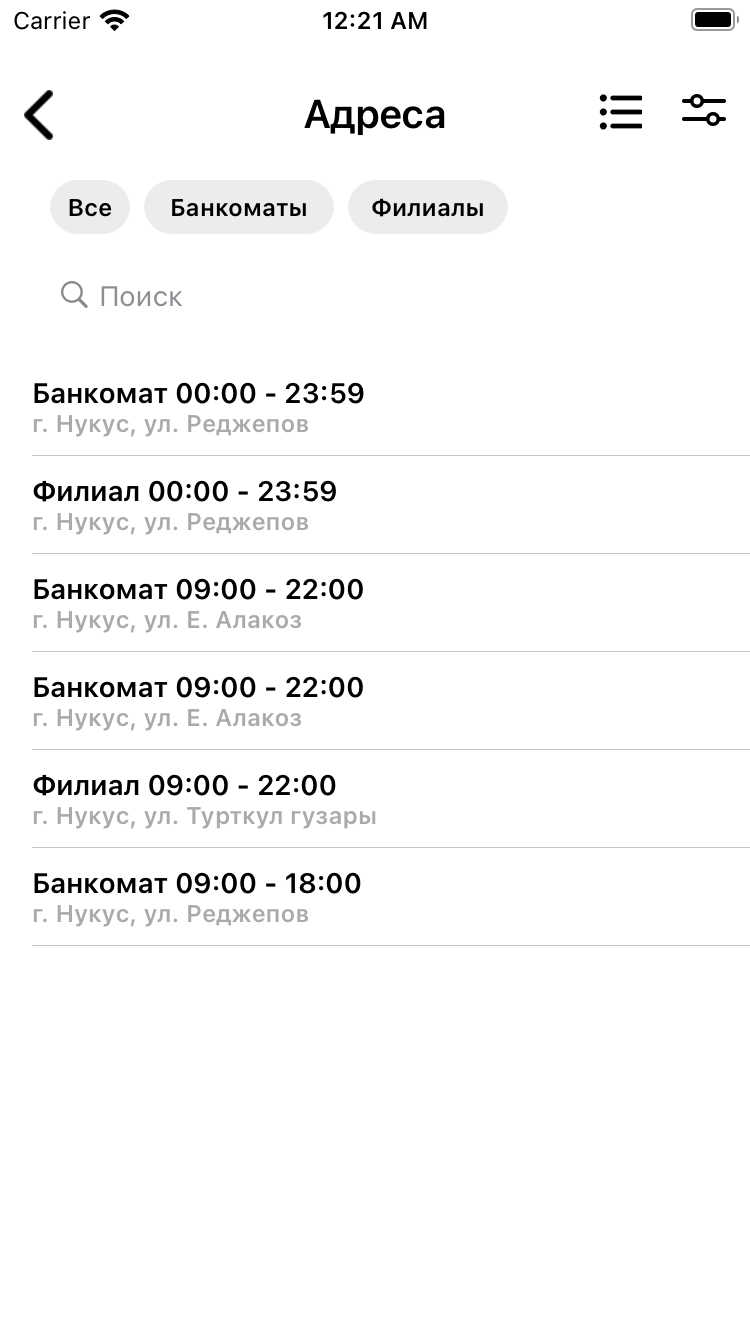 Carrier 12:21 AM
Адреса
Все Банкоматы Филиалы
Поиск
Банкомат 00:00 - 23:59
г. Нукус, ул. Реджепов
Филиал 00:00 - 23:59
г. Нукус, ул. Реджепов
Банкомат 09:00 - 22:00
г. Нукус, ул. Е. Алакоз
Банкомат 09:00 - 22:00
г. Нукус, ул. Е. Алакоз
Филиал 09:00 - 22:00
г. Нукус, ул. Турткул гузары
Банкомат 09:00 - 18:00
г. Нукус, ул. Реджепов